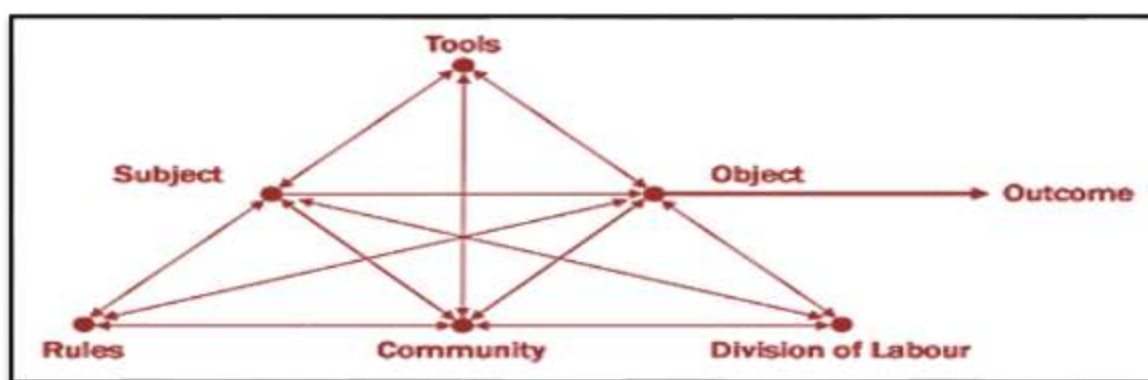 Tools
Subject
Object
Outcome
Rules
Community
Division of Labour